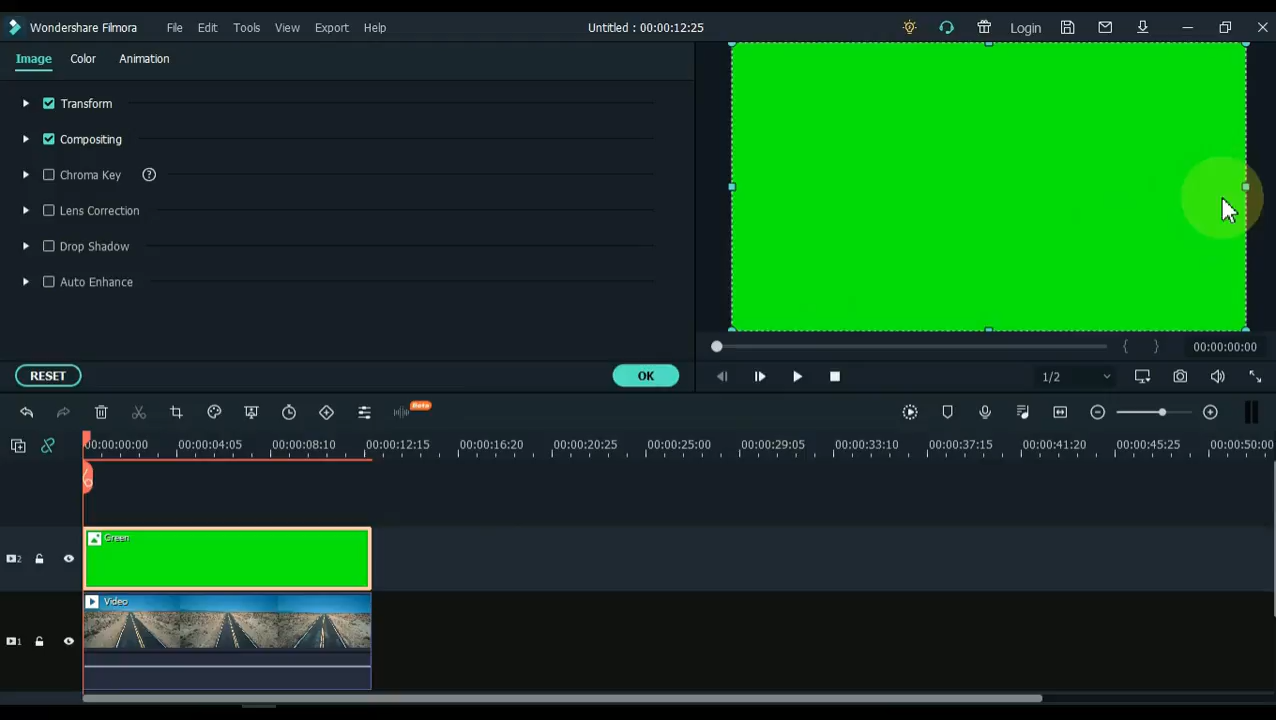 Wondershare Filmora File Edit Tools View Export Help Untitled : 00:00:12:25 Login
Image Color Animation
Transform
Compositing
Chroma Key ?
Lens Correction
Drop Shadow
Auto Enhance
{ } 00:00:00:00
RESET OK 1/2
Beta
00:00:00:00 00:00:04:05 00:00:08:10 00:00:12:15 00:00:16:20 00:00:20:25 00:00:25:00 00:00:29:05 00:00:33:10 00:00:37:15 00:00:41:20 00:00:45:25 00:00:50:00
Green
2
Video
1